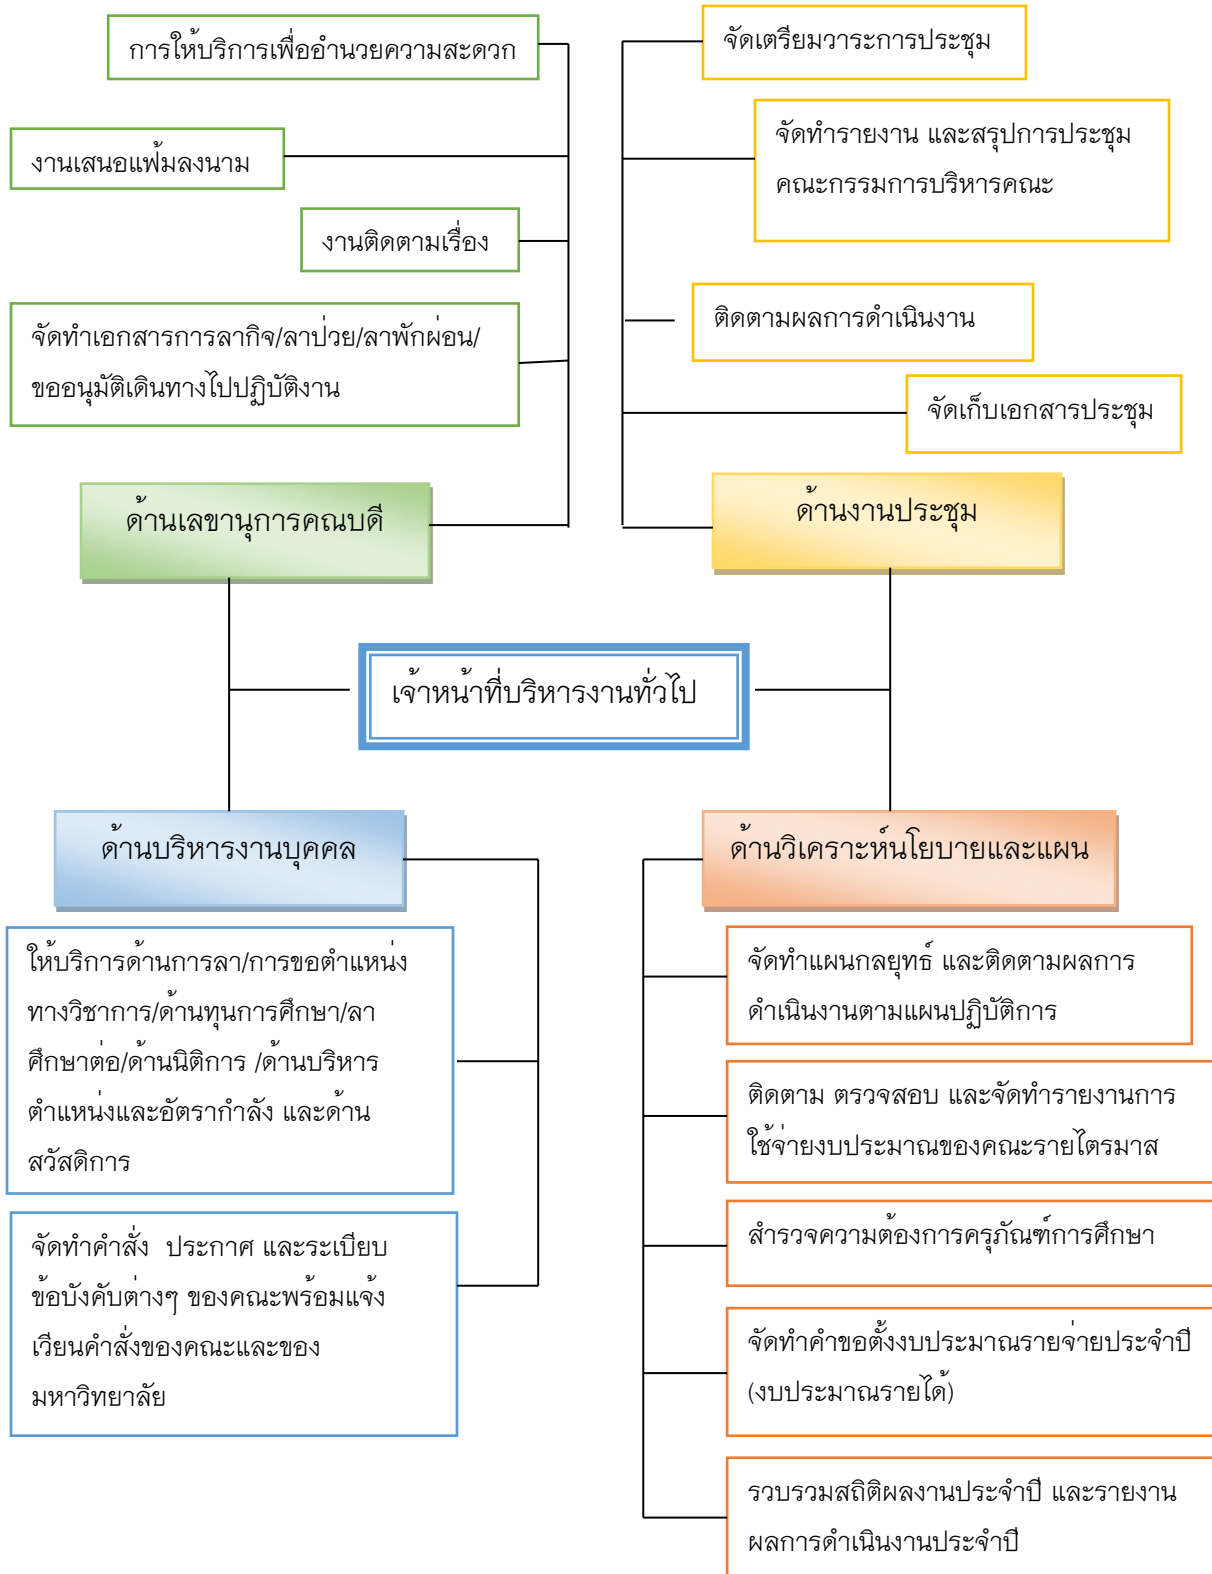 การให้บริการเพื่ออำนวยความสะดวก
งานเสนอแฟ้มลงนาม
งานติดตามเรื่อง
จัดทำเอกสารการลากิจ/ลาป่วย/ลาพักผ่อน/
ขออนุมัติเดินทางไปปฏิบัติงาน
ด้านเลขานุการคณบดี
จัดเตรียมวาระการประชุม
จัดทำรายงาน และสรุปการประชุม
คณะกรรมการบริหารคณะ
ติดตามผลการดำเนินงาน
จัดเก็บเอกสารประชุม
ด้านงานประชุม
เจ้าหน้าที่บริหารงานทั่วไป
ด้านบริหารงานบุคคล
ให้บริการด้านการลา/การขอตำแหน่ง
ทางวิชาการ/ด้านทุนการศึกษา/ลา
ศึกษาต่อ/ด้านนิติการ /ด้านบริหาร
ตำแหน่งและอัตรากำลัง และด้าน
สวัสดิการ
จัดทำคำสั่ง  ประกาศ และระเบียบ
ข้อบังคับต่างๆ ของคณะพร้อมแจ้ง
เวียนคำสั่งของคณะและของ
มหาวิทยาลัย
ด้านวิเคราะห์นโยบายและแผน
จัดทำแผนกลยุทธ์ และติดตามผลการ
ดำเนินงานตามแผนปฏิบัติการ
ติดตาม ตรวจสอบ และจัดทำรายงานการ
ใช้จ่ายงบประมาณของคณะรายไตรมาส
สำรวจความต้องการครุภัณฑ์การศึกษา
จัดทำคำขอตั้งงบประมาณรายจ่ายประจำปี
(งบประมาณรายได้)
รวบรวมสถิติผลงานประจำปี และรายงาน
ผลการดำเนินงานประจำปี